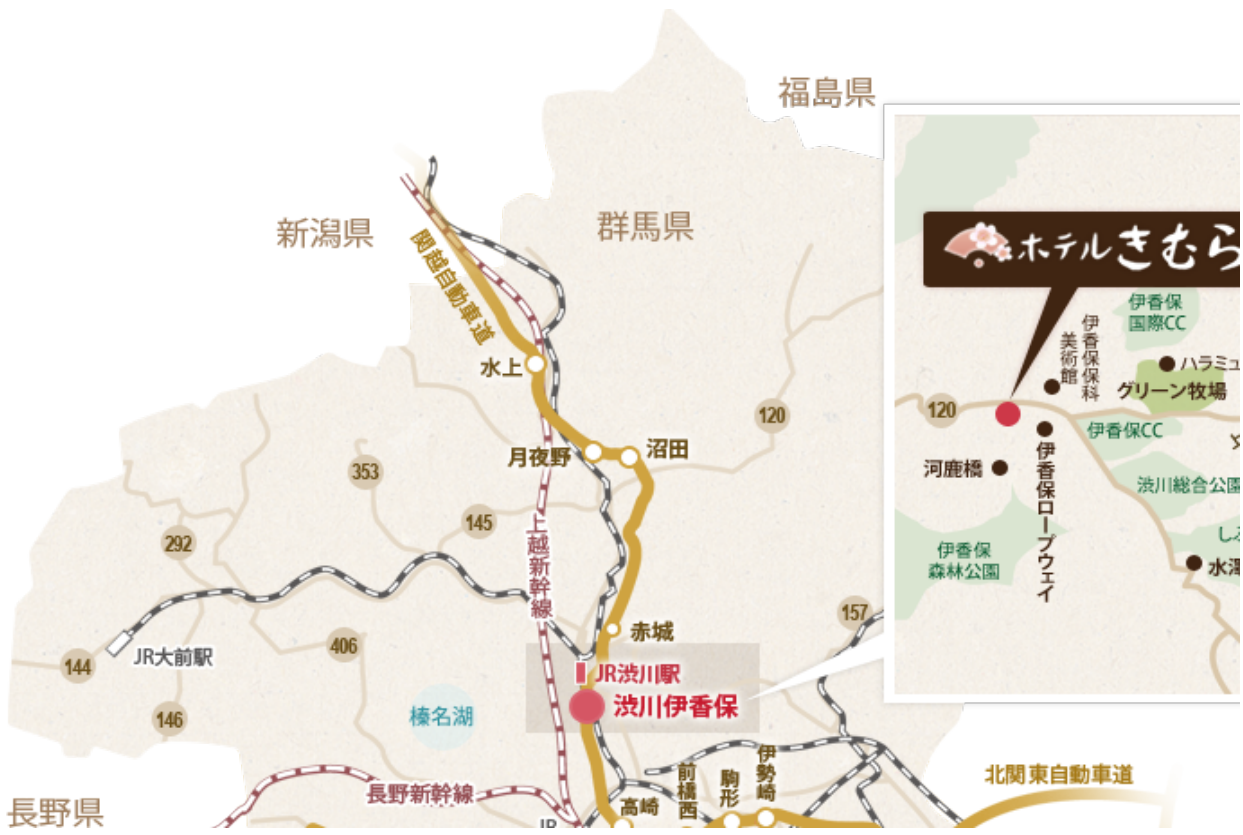 福島県
新潟県
群馬県
関越自動車道
水上
月夜野
沼田
120
353
145
292
上越新幹線
赤城
157
406
144
JR大前駅
146
榛名湖
JR渋川駅
渋川伊香保
長野県
長野新幹線
JR
高崎
前橋西
駒形
伊勢崎
北関東自動車道
ホテルきむら
伊香保
国際CC
伊香保保科
美術館
ハラミュ
グリーン牧場
120
伊香保CC
河鹿橋
伊香保ロープウェイ
渋川総合公園
伊香保
森林公園
水澤